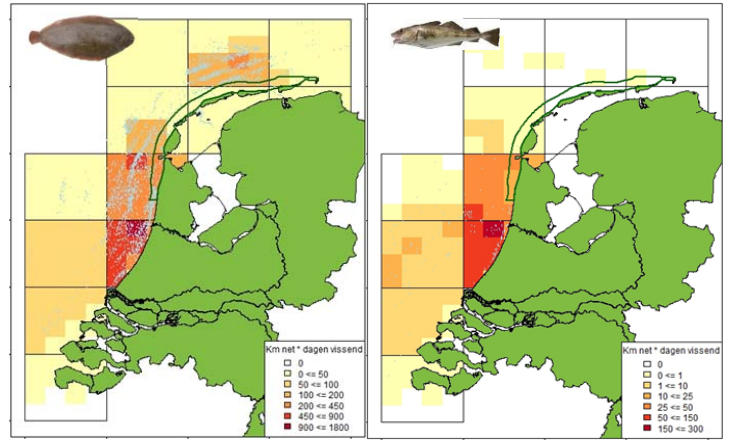 Km net * dagen vissend
0
0 <= 50
50 <= 100
100 <= 200
200 <= 450
450 <= 900
900 <= 1800
Km net * dagen vissend
0
0 <= 1
1 <= 10
10 <= 25
25 <= 50
50 <= 150
150 <= 300